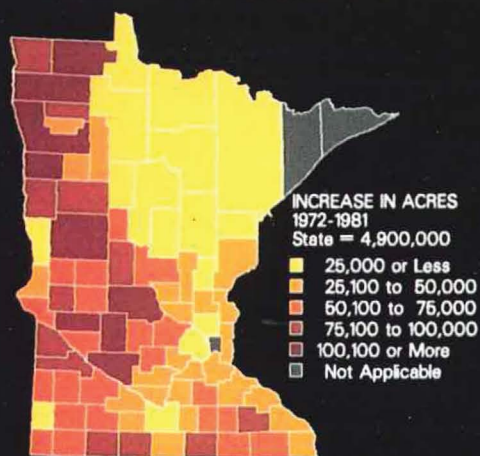 INCREASE IN ACRES
1972-1981
State = 4,900,000
25,000 or Less
25,100 to 50,000
50,100 to 75,000
75,100 to 100,000
100,100 or More
Not Applicable